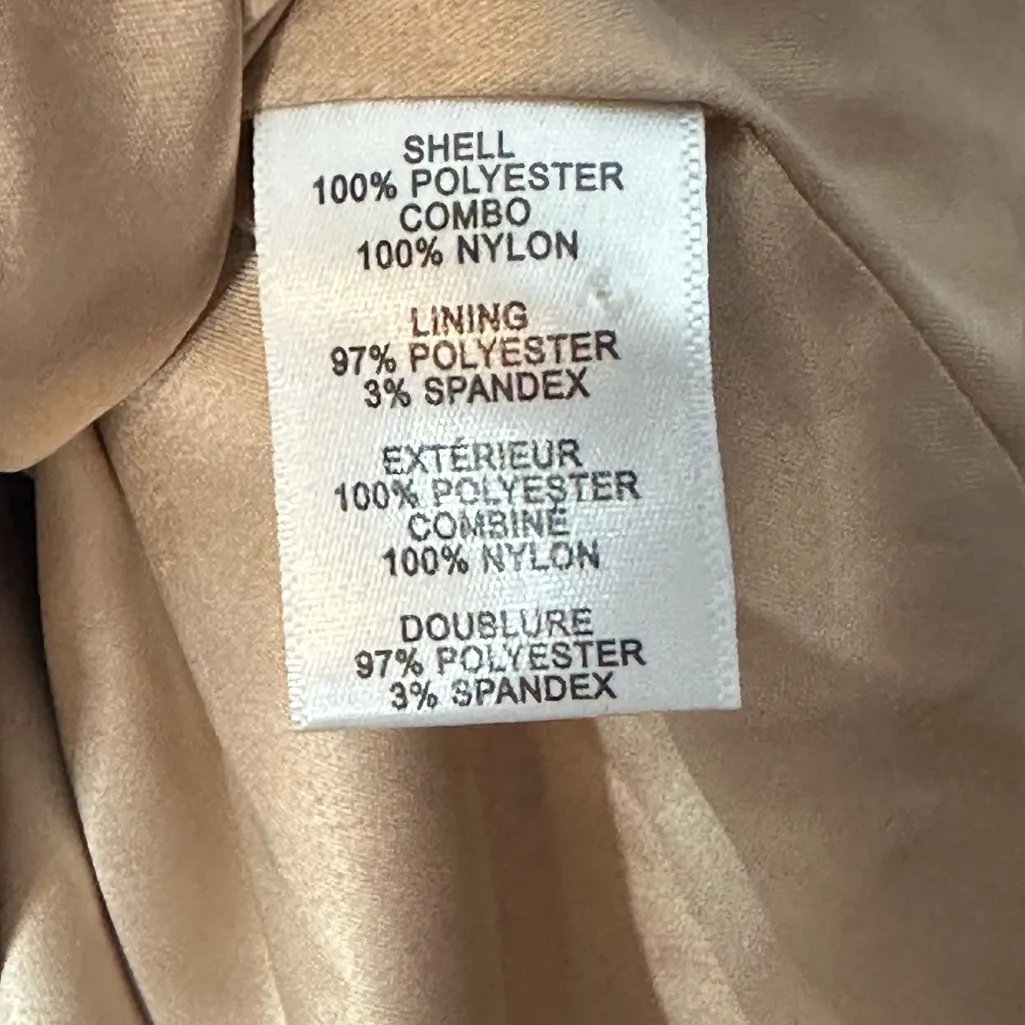 SHELL
100% POLYESTER
COMBO
100% NYLON
LINING
97% POLYESTER
3% SPANDEX
EXTÉRIEUR
100% POLYESTER
COMBINÉ
100% NYLON
DOUBLURE
97% POLYESTER
3% SPANDEX